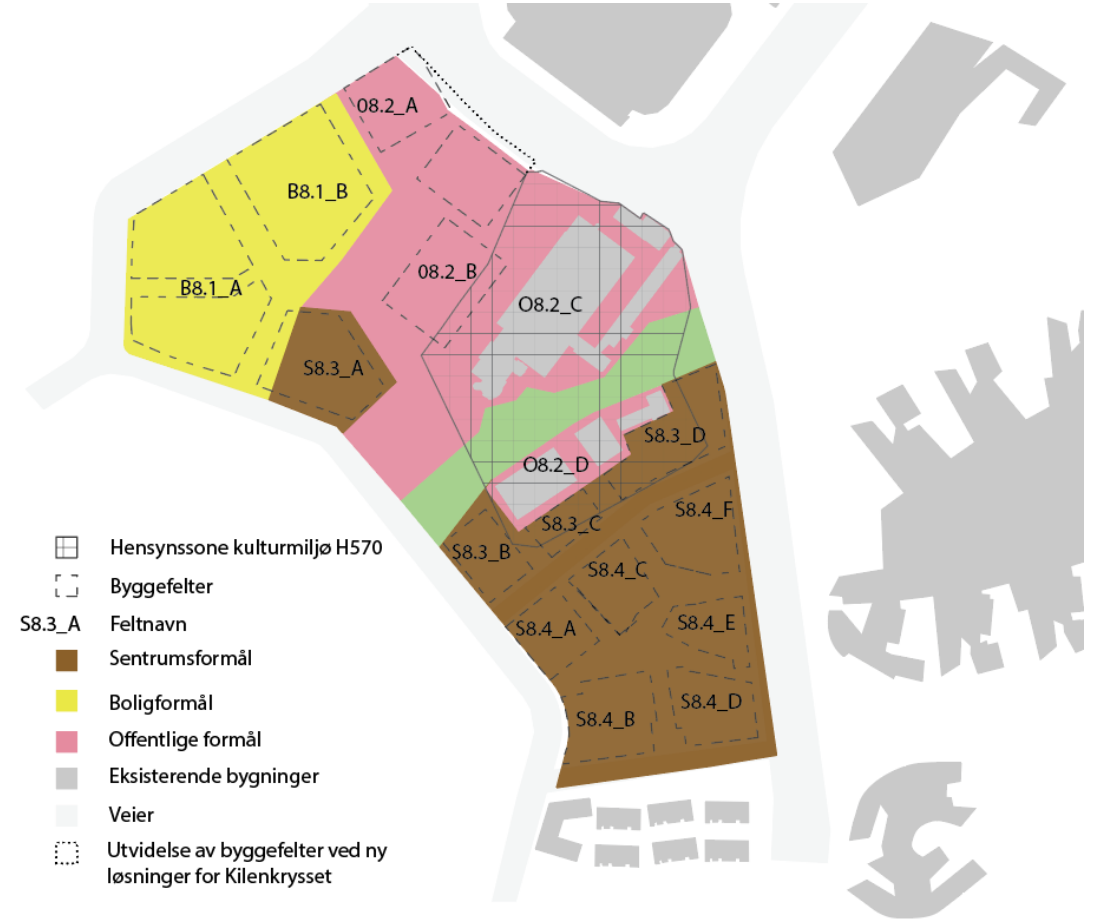 08.2_A
B8.1_B
08.2_B
B8.1_A
O8.2_C
S8.3_A
S8.3_D
O8.2_D
S8.4_F
S8.3_C
S8.3_B
S8.4_C
S8.4_E
S8.4_A
S8.4_D
S8.4_B
Hensynssone kulturmiljø H570
Byggefelter
S8.3_A Feltnavn
Sentrumsformål
Boligformål
Offentlige formål
Eksisterende bygninger
Veier
Utvidelse av byggefelter ved ny
løsninger for Kilenkrysset